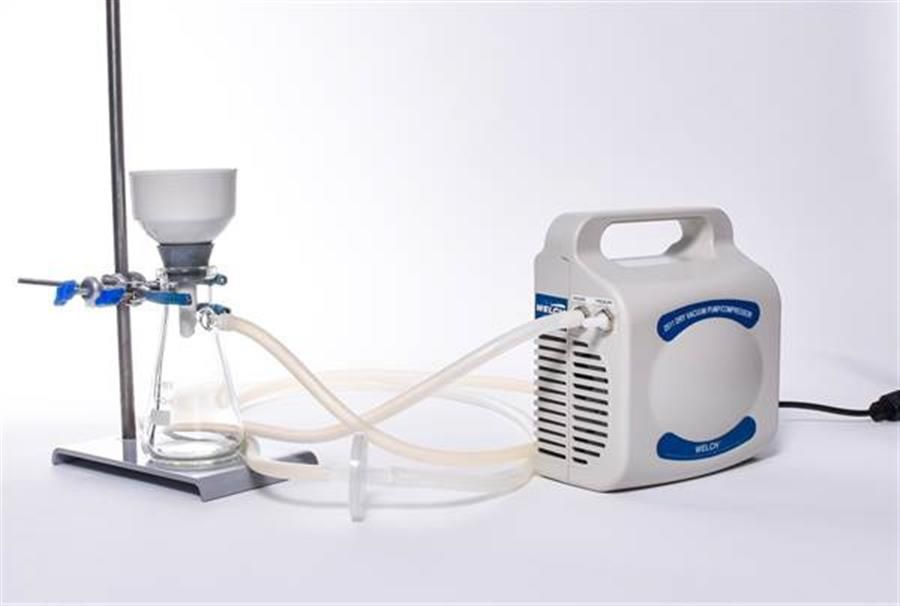 WELCH
2511 DRY VACUUM PUMP/COMPRESSOR
WELCH